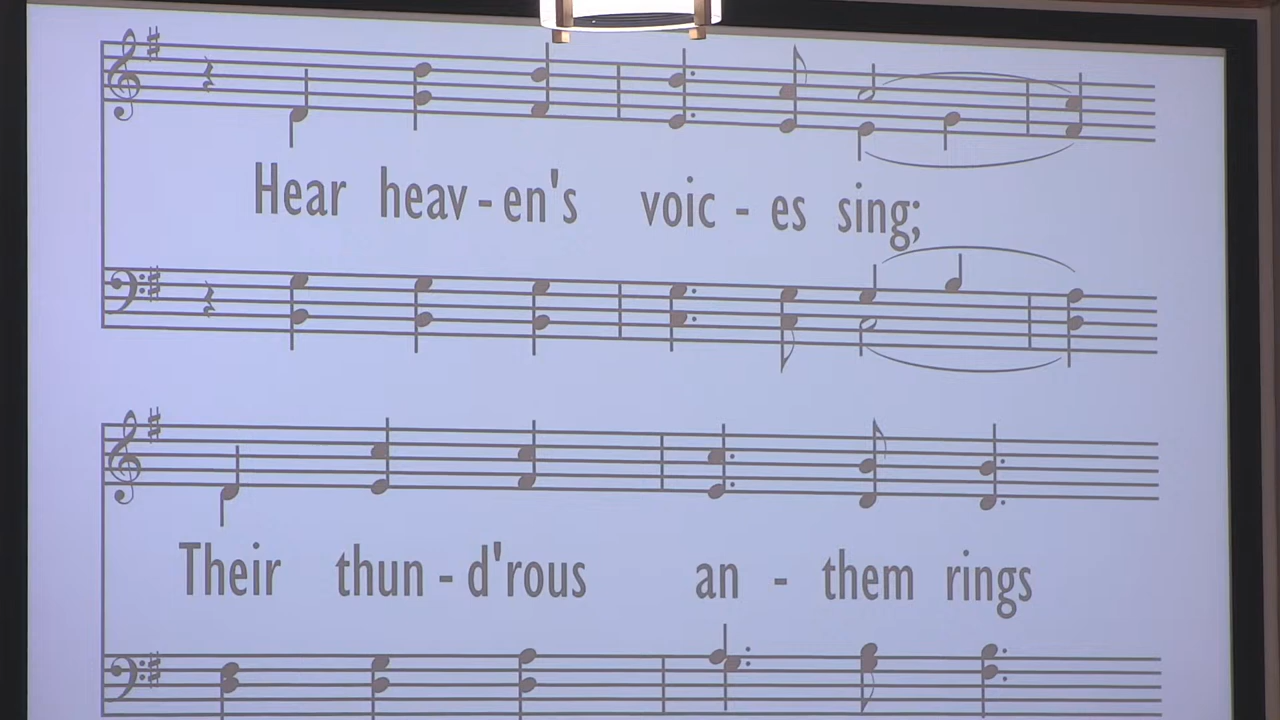 Hear heav - en's voic - es sing;
Their thun - d'rous an - them rings